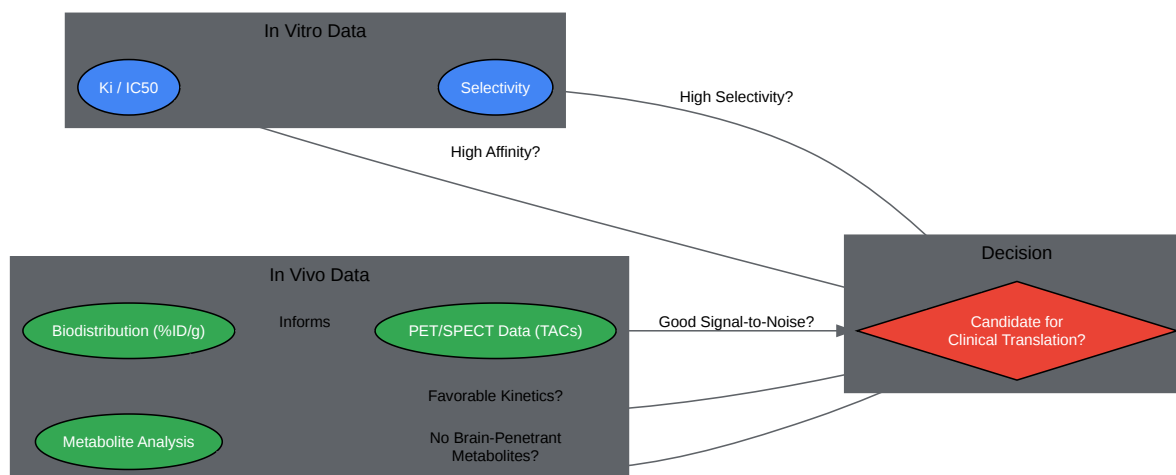 In Vitro Data
Ki / IC50
Selectivity
High Selectivity?
High Affinity?
In Vivo Data
Biodistribution (%ID/g)
Informs
PET/SPECT Data (TACs)
Good Signal-to-Noise?
Favorable Kinetics?
Metabolite Analysis
No Brain-Penetrant
Metabolites?
Decision
Candidate for
Clinical Translation?